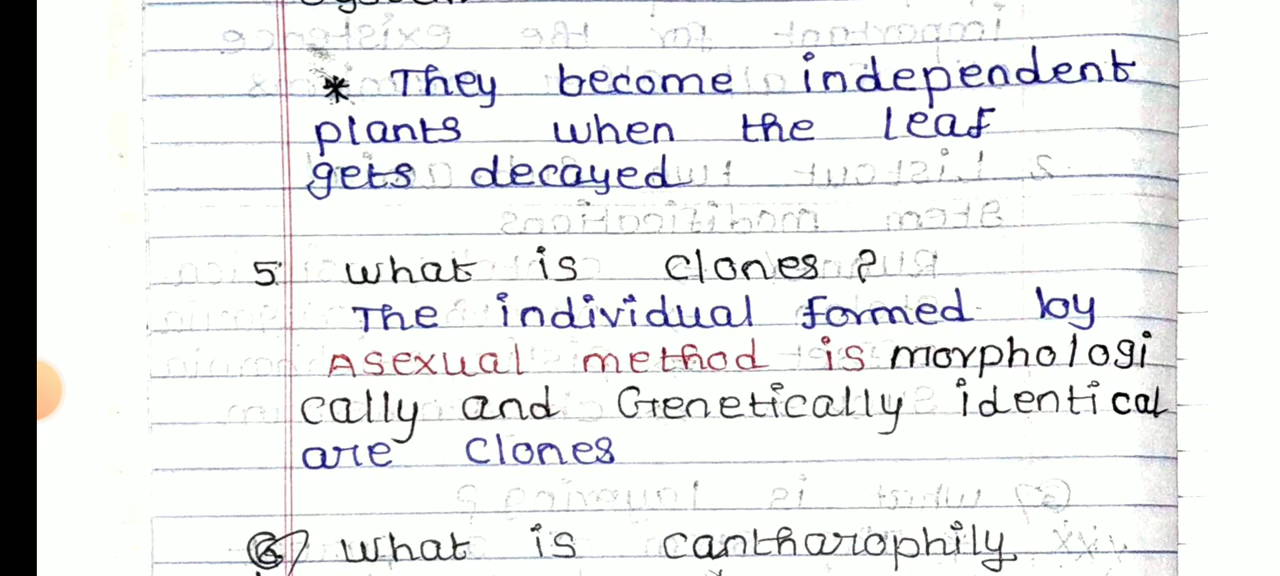 * They become independent
plants when the leaf
gets decayed
5. what is clones ?
The individual formed by
Asexual method is morphologi
cally and Genetically identical
are clones
6) what is cantharophily